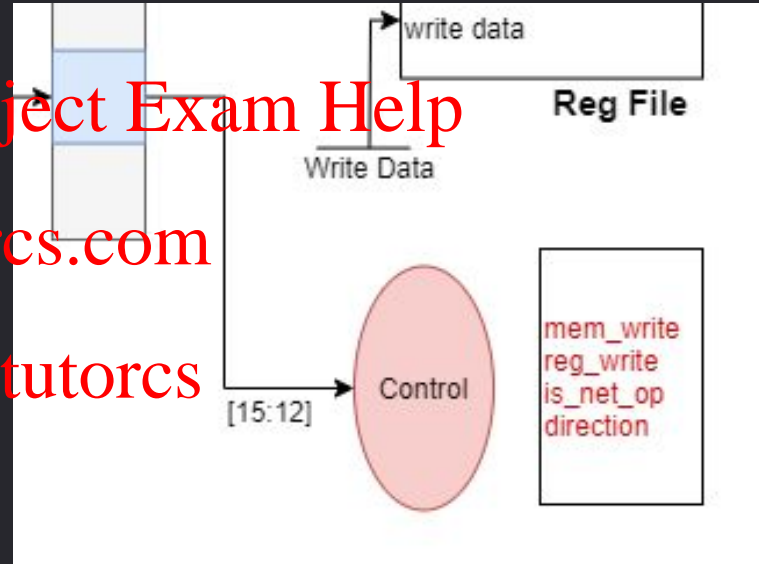 write data
ject Exam Help
Reg File
Write Data
cs.com
mem_write
reg_write
is_net_op
direction
tutorcs
Control
[15:12]